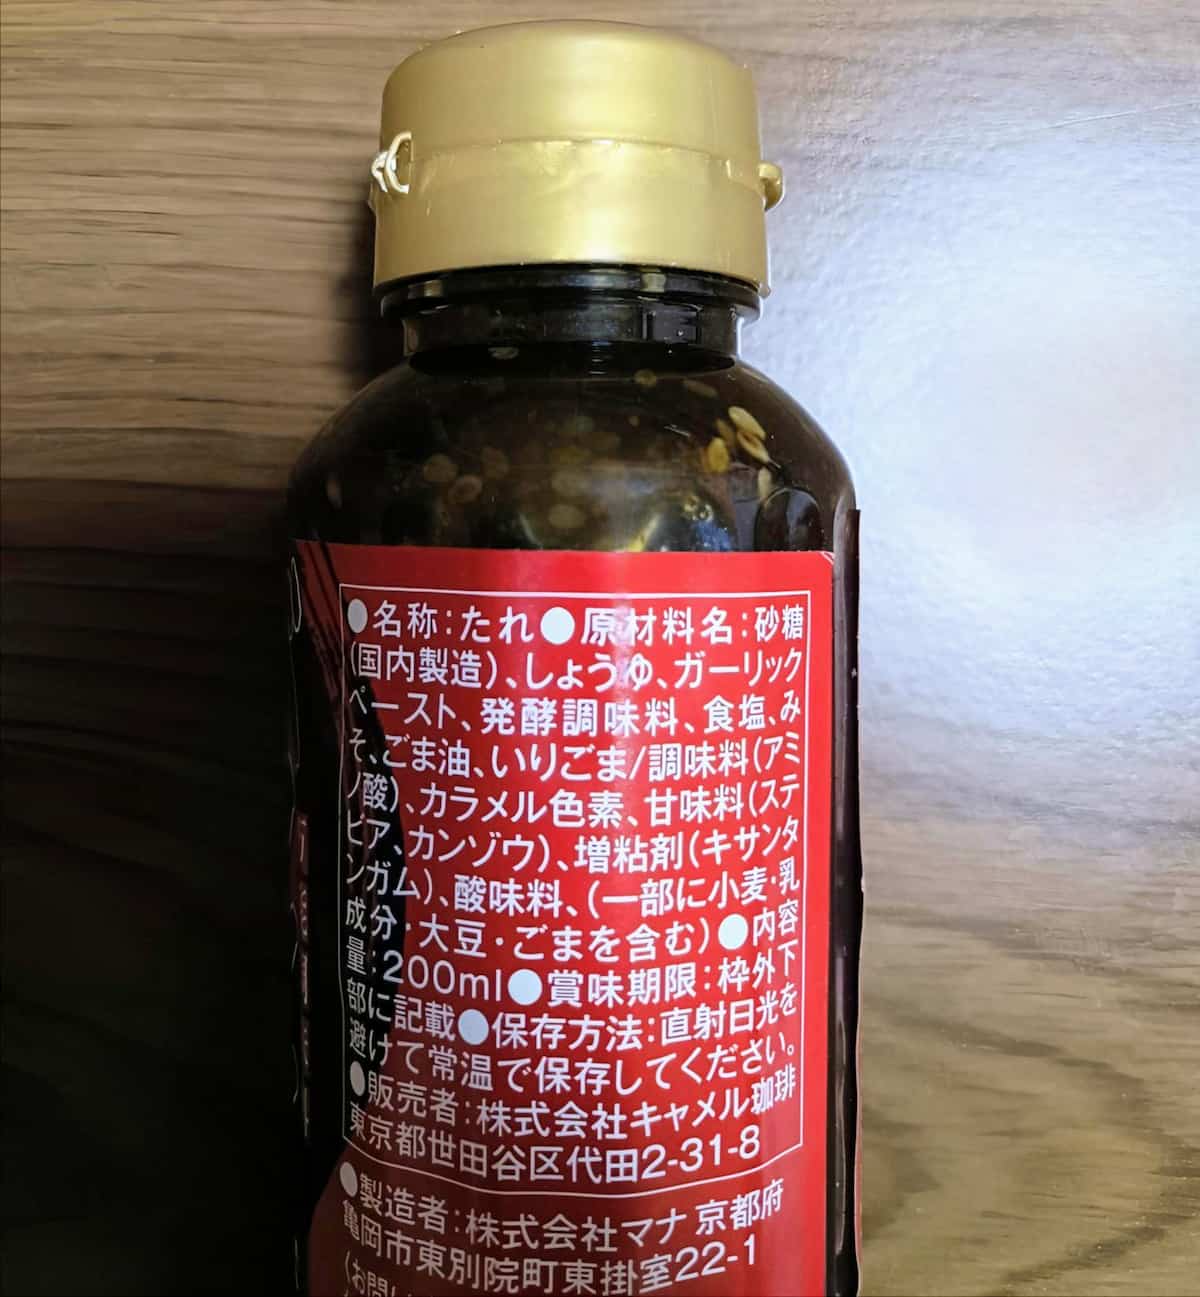 ●名称:たれ●原材料名:砂糖
(国内製造)、しょうゆ、ガーリック
ペースト、発酵調味料、食塩、み
そ、ごま油、いりごま/調味料(アミ
ノ酸)、カラメル色素、甘味料(ステ
ビア、カンゾウ)、増粘剤(キサンタ
ンガム)、酸味料、(一部に小麦・乳
成分・大豆・ごまを含む)●内容
量:200ml●賞味期限:枠外下
部に記載●保存方法:直射日光を
避けて常温で保存してください。
●販売者:株式会社キャメル珈琲
東京都世田谷区代田2-31-8
●製造者:株式会社マナ 京都府
亀岡市東別院町東掛室22-1
(お問い